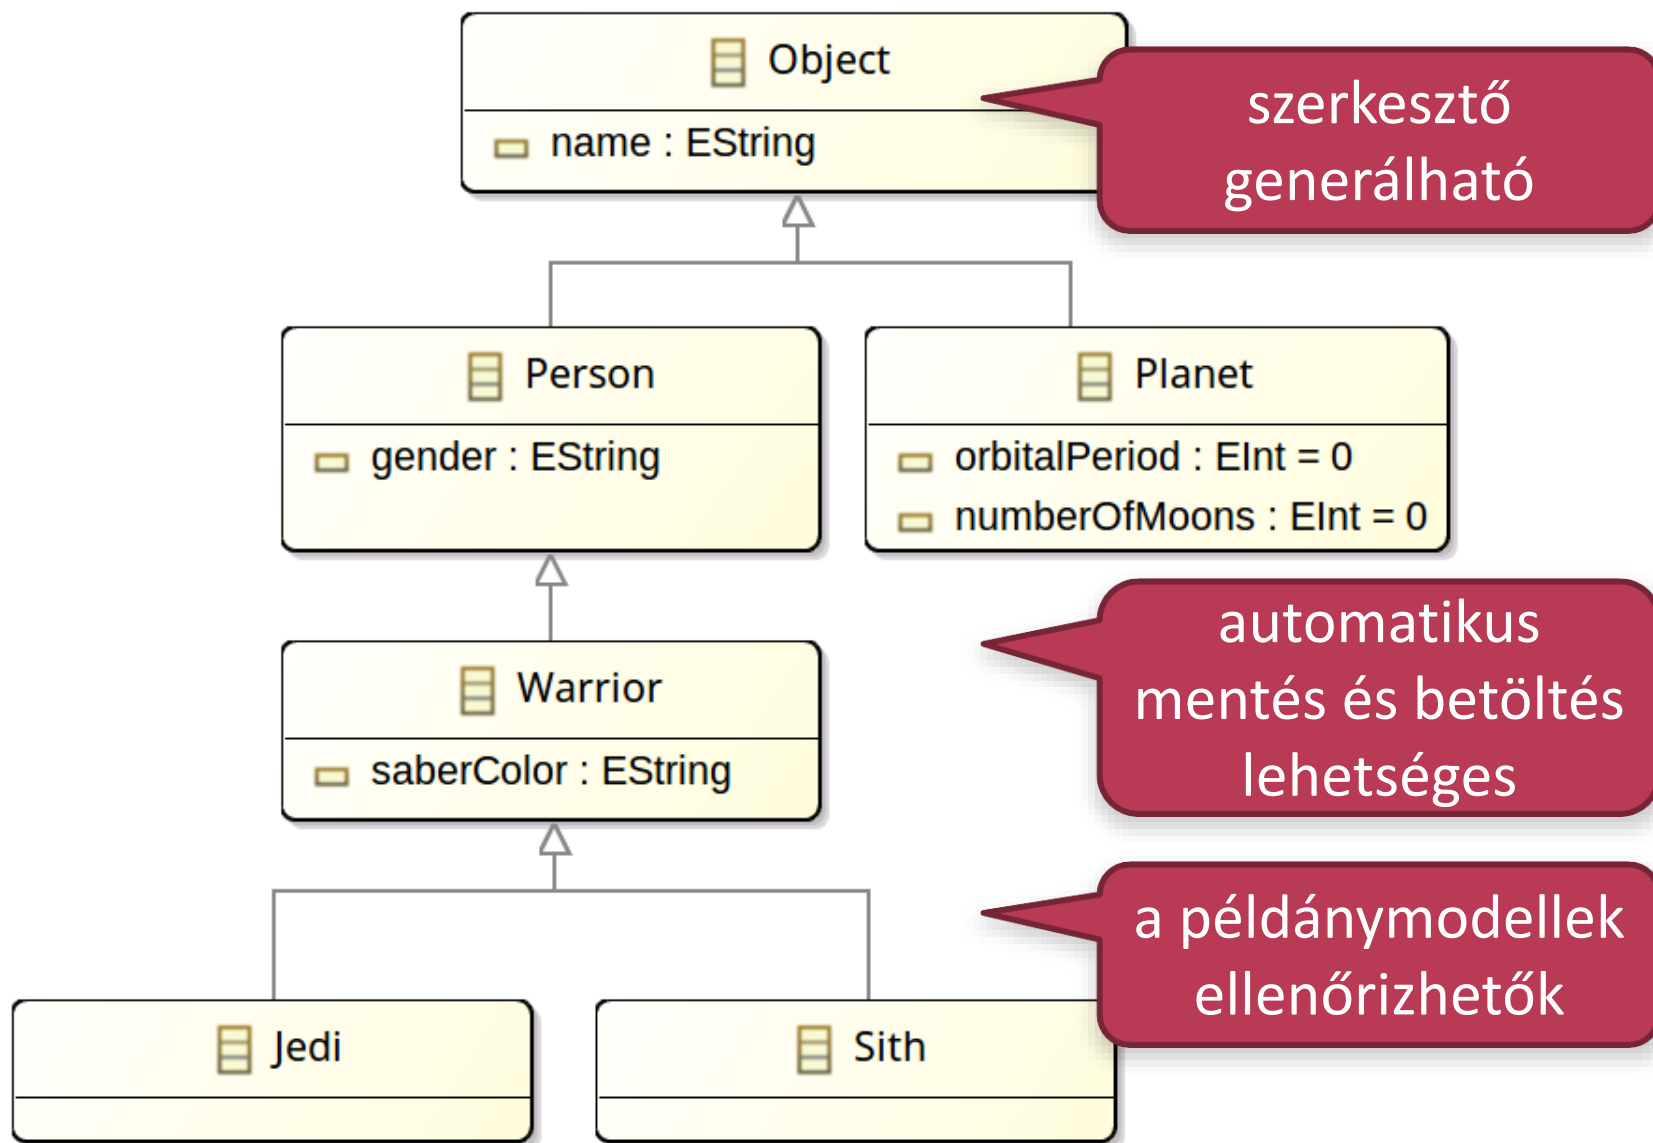 Object
name : EString
szerkesztő
generálható
Person
gender : EString
Planet
orbitalPeriod : EInt = 0
numberOfMoons : EInt = 0
Warrior
saberColor : EString
automatikus
mentés és betöltés
lehetséges
a példánymodellek
ellenőrizhetők
Jedi
Sith